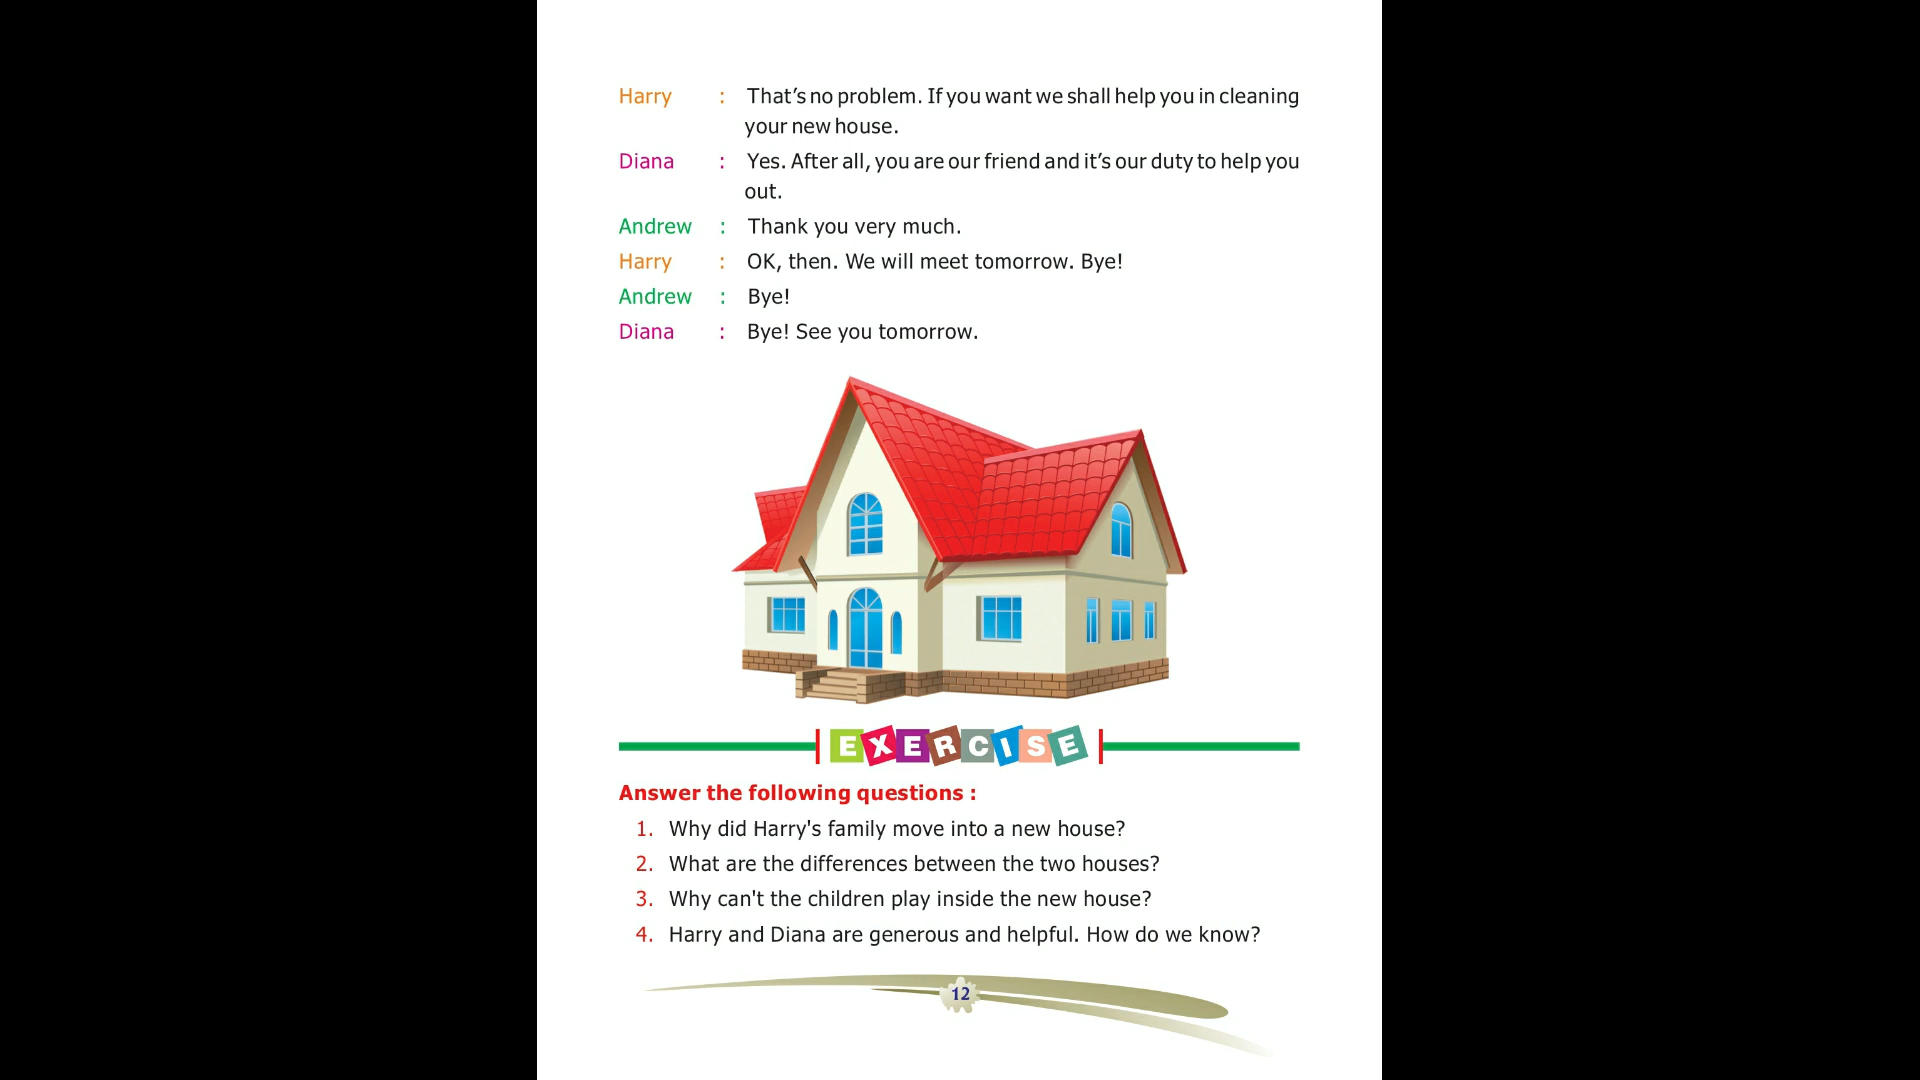 Harry : That's no problem. If you want we shall help you in cleaning
your new house.
Diana : Yes. After all, you are our friend and it's our duty to help you
out.
Andrew : Thank you very much.
Harry : OK, then. We will meet tomorrow. Bye!
Andrew : Bye!
Diana : Bye! See you tomorrow.
EXERCISE
Answer the following questions :
1. Why did Harry's family move into a new house?
2. What are the differences between the two houses?
3. Why can't the children play inside the new house?
4. Harry and Diana are generous and helpful. How do we know?
12